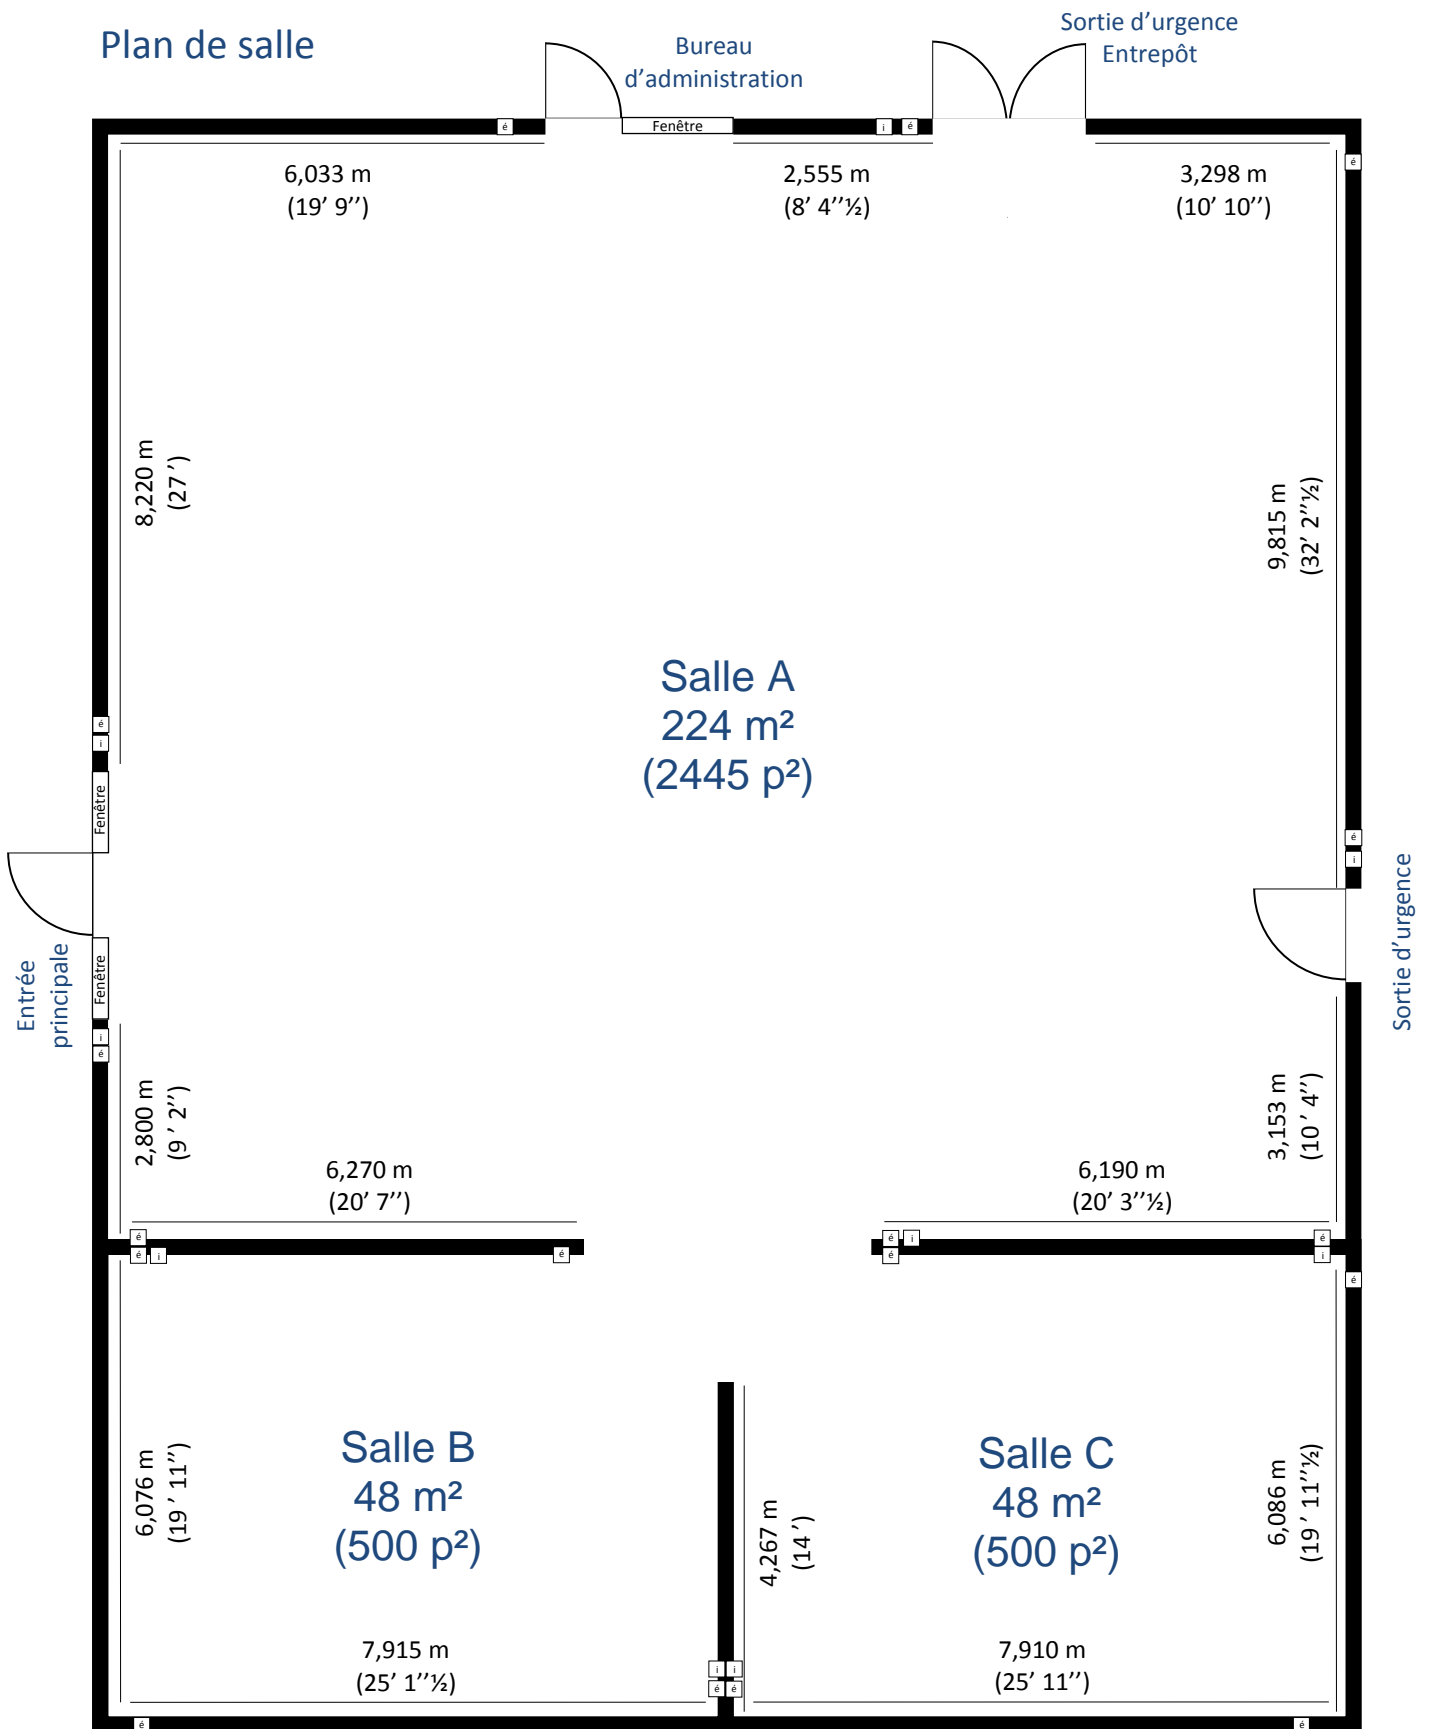 Plan de salle
Bureau
d’administration
Sortie d’urgence
Entrepôt
é
Fenêtre
i
é
é
6,033 m
(19’ 9’’)
2,555 m
(8’ 4’’½)
3,298 m
(10’ 10’’)
8,220 m
(27 ’)
9,815 m
(32’ 2’’½)
Salle A
224 m²
(2445 p²)
é
i
Fenêtre
é
i
Entrée
principale
Fenêtre
i
é
Sortie d’urgence
2,800 m
(9 ’ 2’’)
3,153 m
(10 ’ 4’’)
6,270 m
(20’ 7’’)
6,190 m
(20’ 3’’½)
é
é
i
é
é
i
é
é
i
é
Salle B
48 m²
(500 p²)
Salle C
48 m²
(500 p²)
6,076 m
(19 ’ 11’’)
4,267 m
(14 ’)
6,086 m
(19 ’ 11’’½)
7,915 m
(25’ 1’’½)
7,910 m
(25’ 11’’)
i
i
é
é
é
é